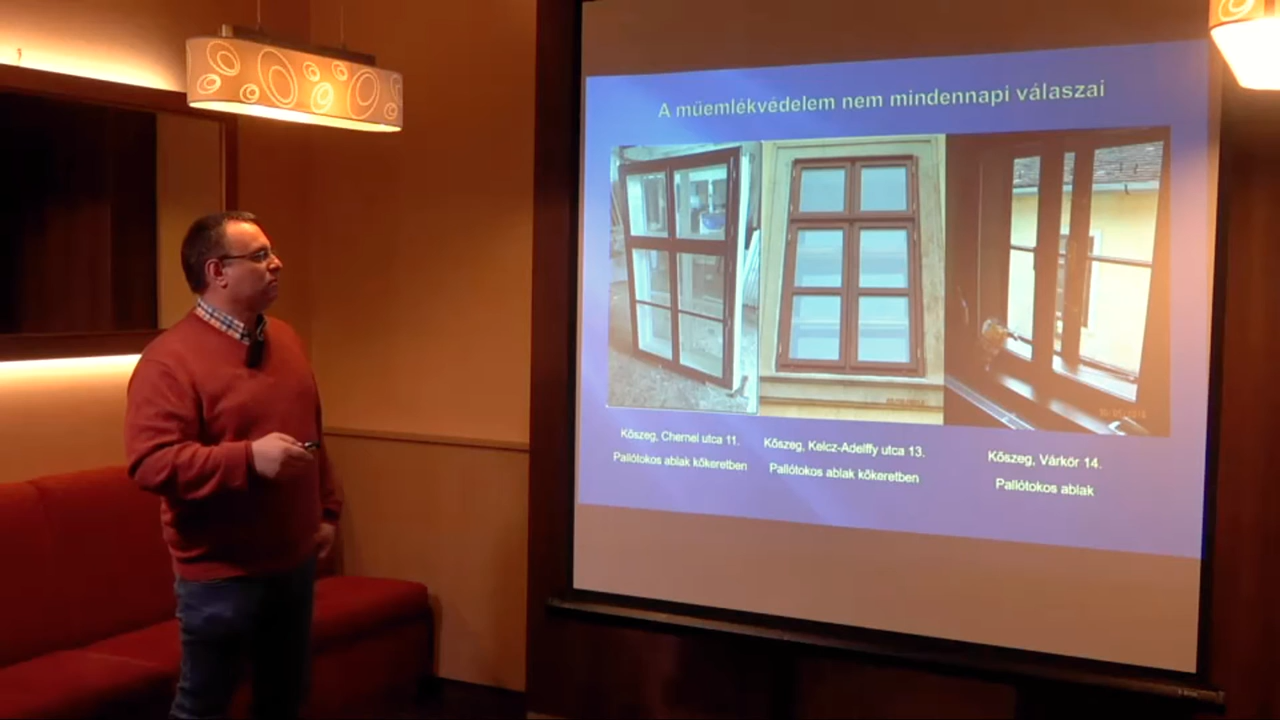 A műemlékvédelem nem mindennapi válaszai
Kőszeg, Chernel utca 11.
Pallótokos ablak kőkeretben
Kőszeg, Kelcz-Adelffy utca 13.
Pallótokos ablak kőkeretben
Kőszeg, Várkör 14.
Pallótokos ablak